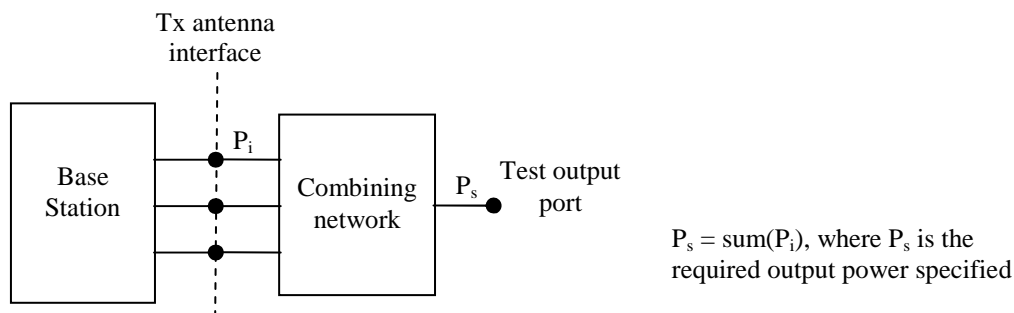 Tx antenna
interface
Base
Station
Pi
Combining
network
Ps
Test output
port
Ps = sum(Pi), where Ps is the
required output power specified